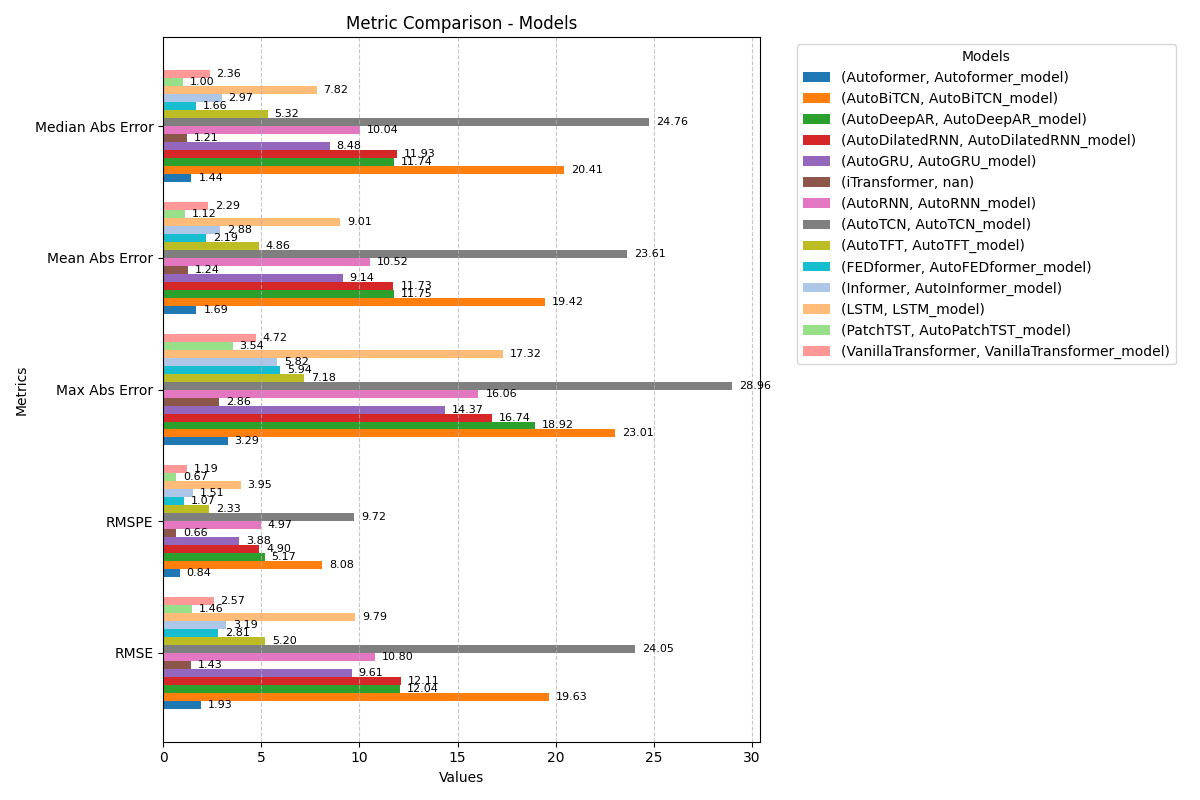 Metric Comparison - Models
Metrics
Median Abs Error
2.36
1.00
7.82
2.97
1.66
5.32
24.76
10.04
1.21
8.48
11.93
11.74
20.41
1.44
Mean Abs Error
2.29
1.12
9.01
2.88
2.19
4.86
23.61
10.52
1.24
9.14
11.73
11.75
19.42
1.69
Max Abs Error
4.72
3.54
17.32
5.82
5.94
7.18
28.96
16.06
2.86
14.37
16.74
18.92
23.01
3.29
RMSPE
1.19
0.67
3.95
1.51
1.07
2.33
9.72
4.97
0.66
3.88
4.90
5.17
8.08
0.84
RMSE
2.57
1.46
9.79
3.19
2.81
5.20
24.05
10.80
1.43
9.61
12.11
12.04
19.63
1.93
0 5 10 15 20 25 30
Values
Models
(Autoformer, Autoformer_model)
(AutoBiTCN, AutoBiTCN_model)
(AutoDeepAR, AutoDeepAR_model)
(AutoDilatedRNN, AutoDilatedRNN_model)
(AutoGRU, AutoGRU_model)
(iTransformer, nan)
(AutoRNN, AutoRNN_model)
(AutoTCN, AutoTCN_model)
(AutoTFT, AutoTFT_model)
(FEDformer, AutoFEDformer_model)
(Informer, AutoInformer_model)
(LSTM, LSTM_model)
(PatchTST, AutoPatchTST_model)
(VanillaTransformer, VanillaTransformer_model)